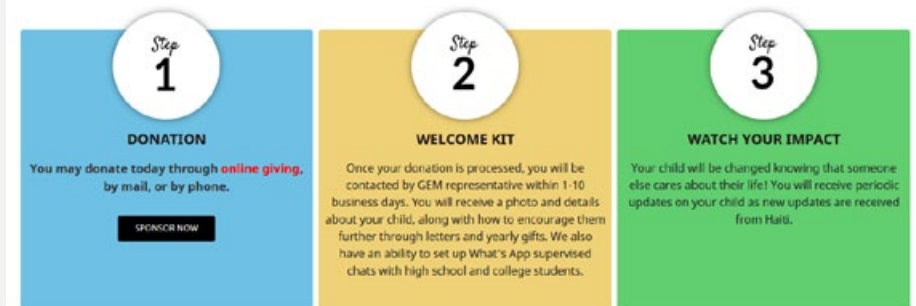 Step
1
DONATION
You may donate today through online giving,
by mail, or by phone.
SPONSOR NOW
Step
2
WELCOME KIT
Once your donation is processed, you will be
contacted by GEM representative within 1-10
business days. You will receive a photo and details
about your child, along with how to encourage them
further through letters and yearly gifts. We also
have an ability to set up What's App supervised
chats with high school and college students.
Step
3
WATCH YOUR IMPACT
Your child will be changed knowing that someone
else cares about their life! You will receive periodic
updates on your child as new updates are received
from Haiti.